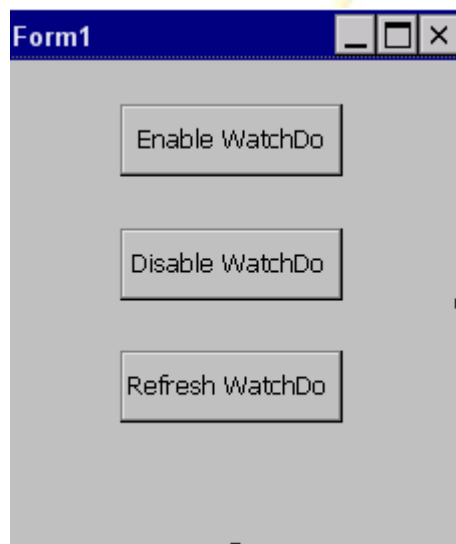 Form1
Enable WatchDo
Disable WatchDo
Refresh WatchDo